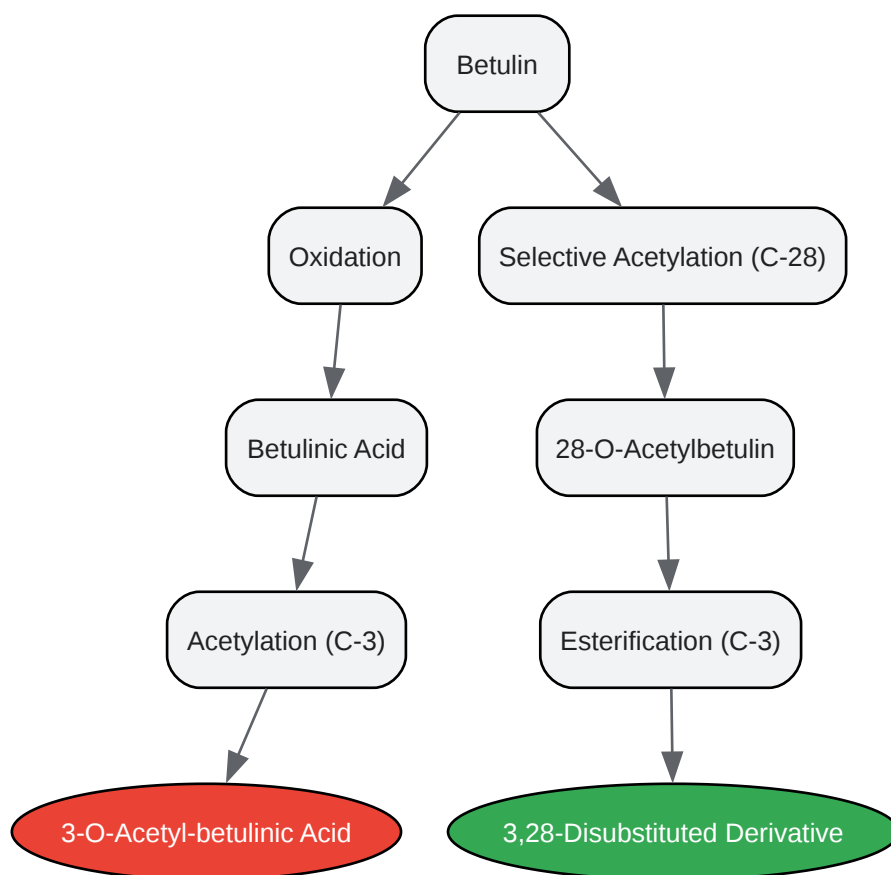 Betulin
Oxidation
Selective Acetylation (C-28)
Betulinic Acid
28-O-Acetylbetulin
Acetylation (C-3)
Esterification (C-3)
3-O-Acetyl-betulinic Acid
3,28-Disubstituted Derivative